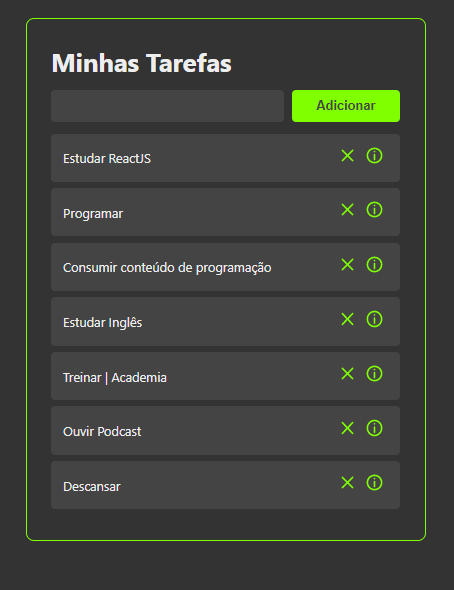 Minhas Tarefas
Adicionar
Estudar ReactJS
Programar
Consumir conteúdo de programação
Estudar Inglês
Treinar | Academia
Ouvir Podcast
Descansar